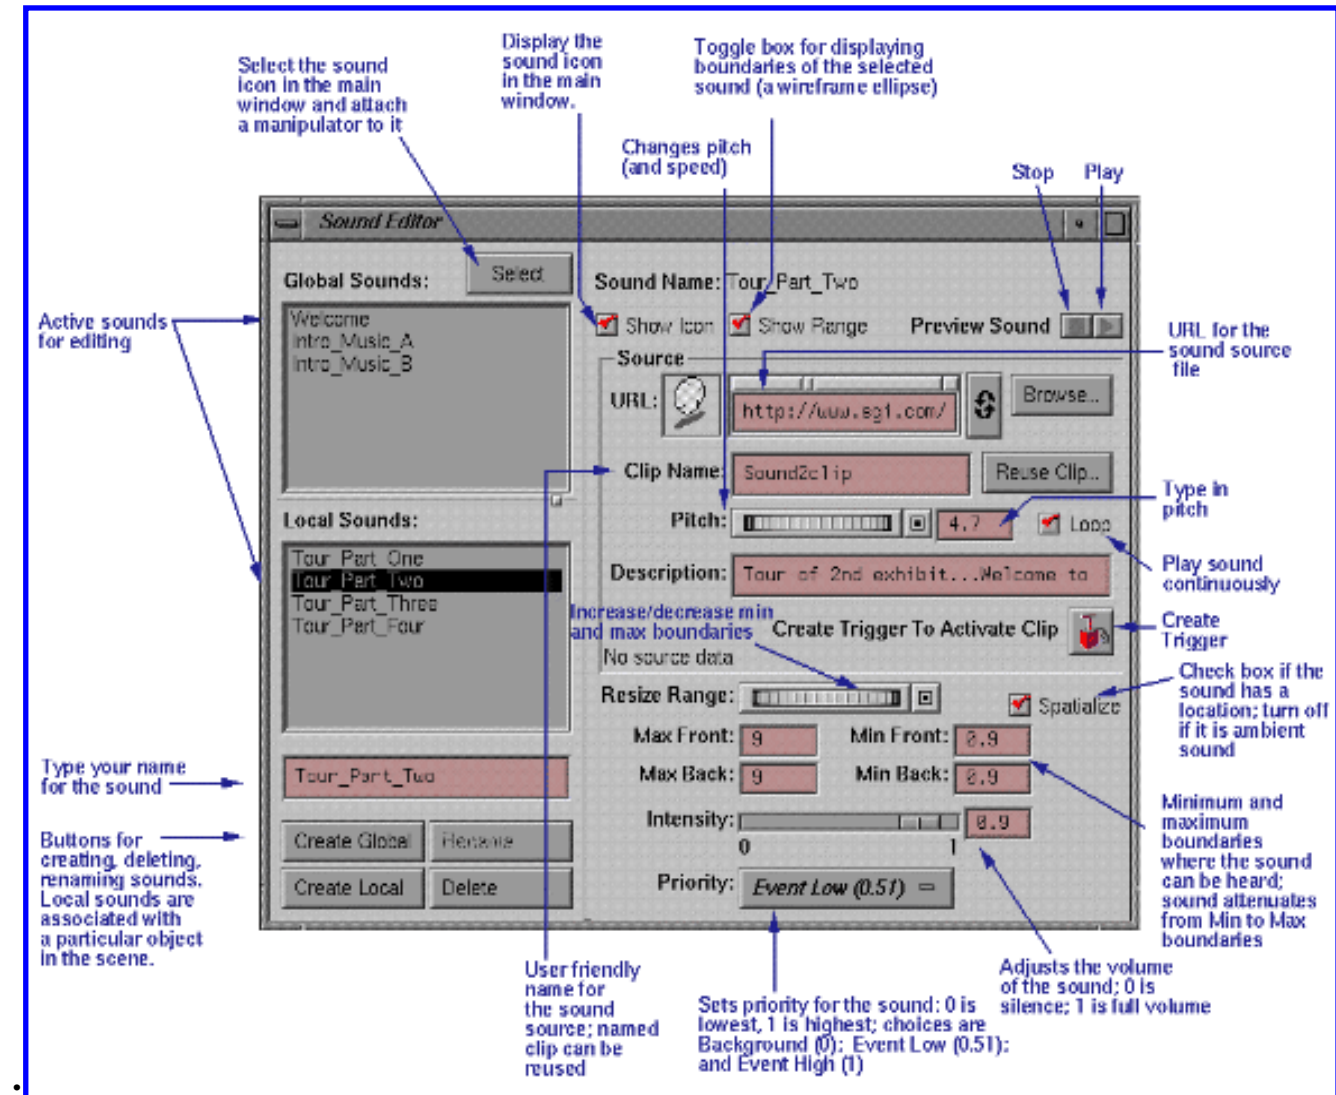 Display the
sound icon
in the main
window.
Toggle box for displaying
boundaries of the selected
sound (a wireframe ellipse)
Select the sound
icon in the main
window and attach
a manipulator to it
Changes pitch
(and speed)
Stop
Play
Sound Editor
Global Sounds:
Select
Sound Name: Tour_Part_Two
Active sounds
for editing
Welcome
Intro_Music_A
Intro_Music_B
Show Icon
Show Range
Preview Sound
URL for the
sound source
file
Source
URL:
http://www.sgi.com/
Browse...
Clip Name:
Sound2clip
Reuse Clip...
Type in
pitch
Local Sounds:
Pitch:
4.7
Loop
Tour_Part_One
Tour_Part_Two
Tour_Part_Three
Tour_Part_Four
Description:
Tour of 2nd exhibit...Welcome to
Play sound
continuously
Increase/decrease min
and max boundaries
Create Trigger To Activate Clip
Create
Trigger
No source data
Resize Range:
Spatialize
Check box if the
sound has a
location; turn off
if it is ambient
sound
Max Front:
9
Min Front:
0.9
Max Back:
9
Min Back:
0.9
Type your name
for the sound
Tour_Part_Two
Minimum and
maximum
boundaries
where the sound
can be heard;
sound attenuates
from Min to Max
boundaries
Intensity:
0.9
0
1
Buttons for
creating, deleting,
renaming sounds.
Local sounds are
associated with
a particular object
in the scene.
Create Global
Rename
Create Local
Delete
Priority:
Event Low (0.51)
User friendly
name for
the sound
source; named
clip can be
reused
Sets priority for the sound: 0 is
lowest, 1 is highest; choices are
Background (0); Event Low (0.51);
and Event High (1)
Adjusts the volume
of the sound; 0 is
silence; 1 is full volume